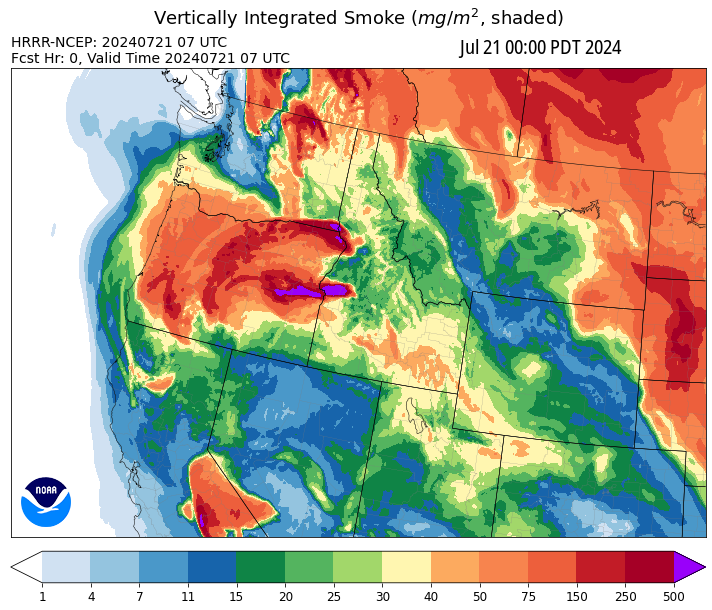 Vertically Integrated Smoke (mg/m², shaded)
HRRR-NCEP: 20240721 07 UTC
Jul 21 00:00 PDT 2024
Fcst Hr: 0, Valid Time 20240721 07 UTC
NOAA
1 4 7 11 15 20 25 30 40 50 75 150 250 500